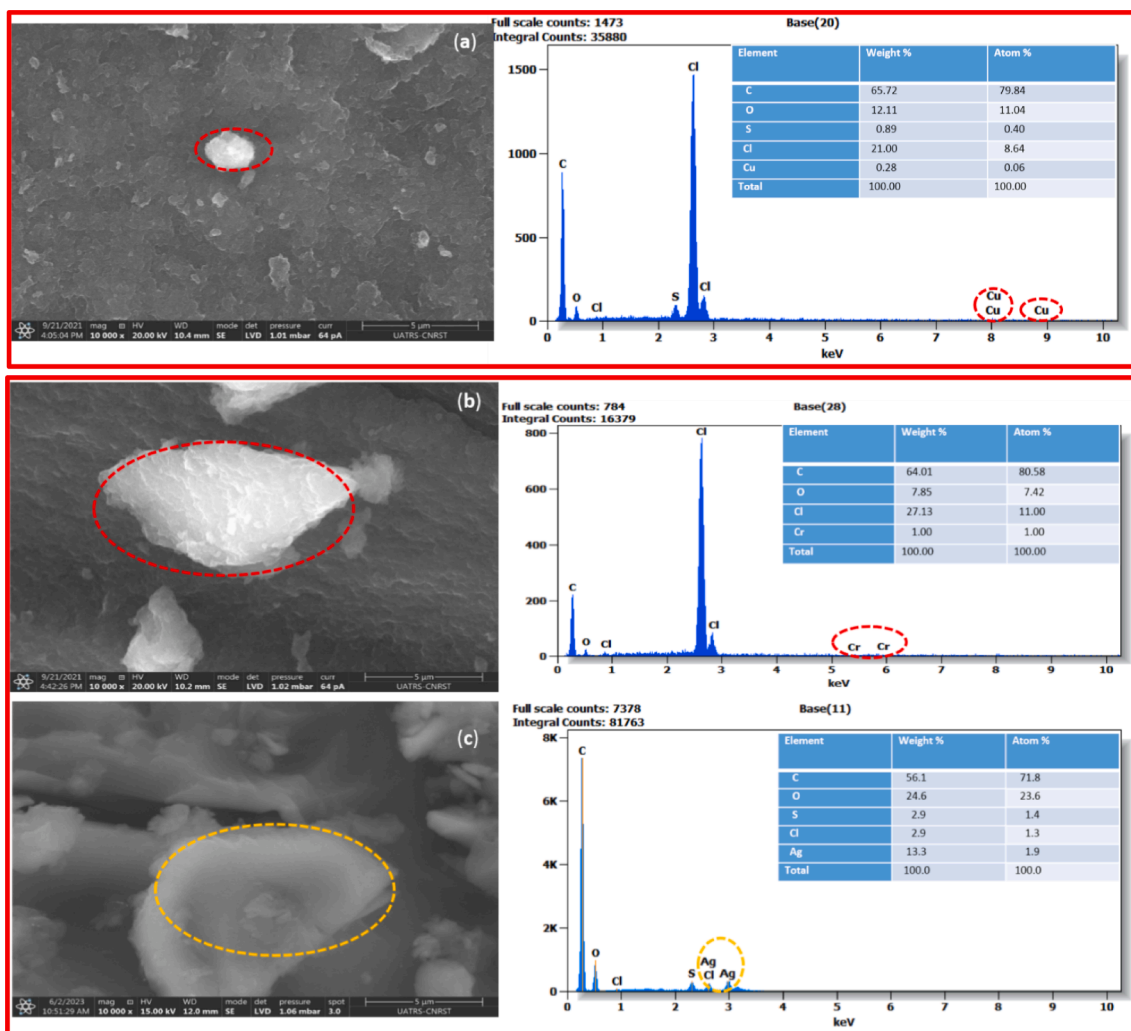 (a)
9/21/2021 mag HV WD mode det pressure curr 5 µm
4:05:04 PM 10 000 x 20.00 kV 10.4 mm SE LVD 1.01 mbar 64 pA UATRS-CNRST
Full scale counts: 1473 Base(20)
Integral Counts: 35880
Element Weight % Atom %
C 65.72 79.84
O 12.11 11.04
S 0.89 0.40
Cl 21.00 8.64
Cu 0.28 0.06
Total 100.00 100.00
1500
1000
500
0
C
O
Cl
S
Cl
Cl
Cu
Cu
Cu
0 1 2 3 4 5 6 7 8 9 10
keV
(b)
9/21/2021 mag HV WD mode det pressure curr 5 µm
4:42:26 PM 10 000 x 20.00 kV 10.2 mm SE LVD 1.02 mbar 64 pA UATRS-CNRST
Full scale counts: 784 Base(28)
Integral Counts: 16379
Element Weight % Atom %
C 64.01 80.58
O 7.85 7.42
Cl 27.13 11.00
Cr 1.00 1.00
Total 100.00 100.00
800
600
400
200
0
C
O
Cl
Cl
Cl
Cr Cr
0 1 2 3 4 5 6 7 8 9 10
keV
(c)
6/2/2023 mag HV WD mode det pressure spot 5 µm
10:51:29 AM 10 000 x 15.00 kV 12.0 mm SE LVD 1.06 mbar 3.0 UATRS-CNRST
Full scale counts: 7378 Base(11)
Integral Counts: 81763
Element Weight % Atom %
C 56.1 71.8
O 24.6 23.6
S 2.9 1.4
Cl 2.9 1.3
Ag 13.3 1.9
Total 100.0 100.0
8K
6K
4K
2K
0
C
O
Cl
S
Ag
Cl
Ag
0 1 2 3 4 5 6 7 8 9 10
keV